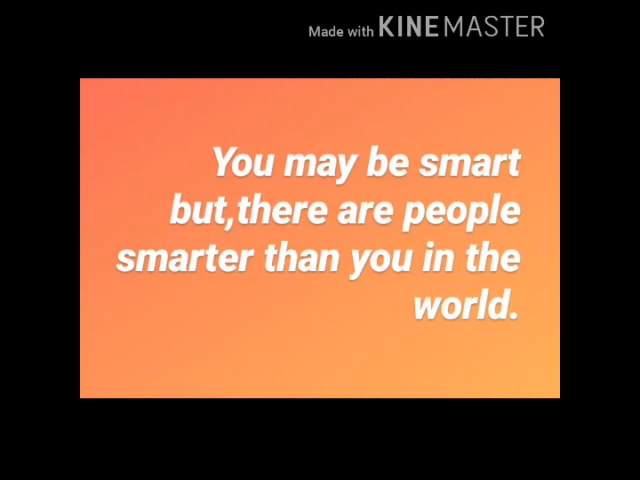 Made with KINEMASTER
You may be smart
but,there are people
smarter than you in the
world.